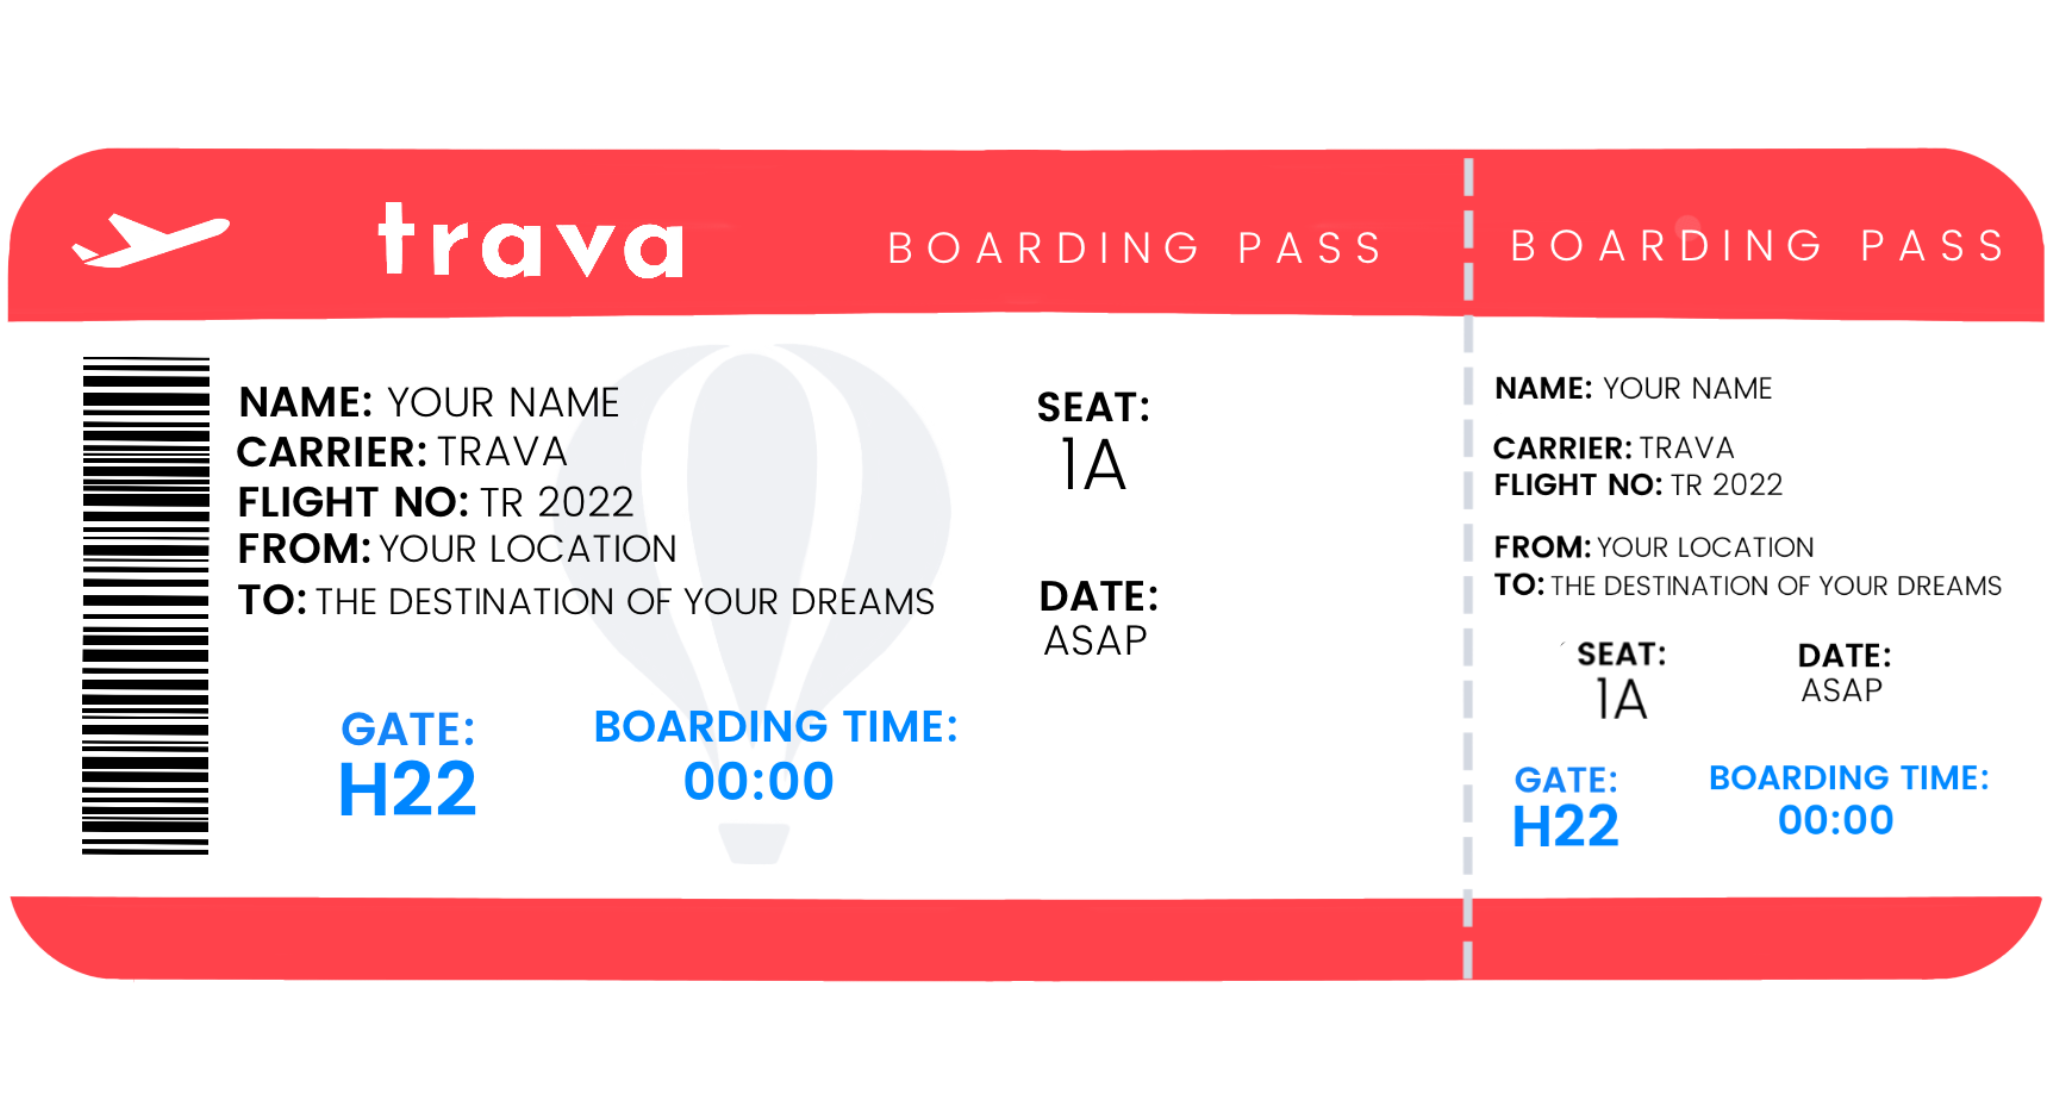 trava
BOARDING PASS
NAME: YOUR NAME
CARRIER: TRAVA
FLIGHT NO: TR 2022
FROM: YOUR LOCATION
TO: THE DESTINATION OF YOUR DREAMS
SEAT:
1A
DATE:
ASAP
GATE:
H22
BOARDING TIME:
00:00
BOARDING PASS
NAME: YOUR NAME
CARRIER: TRAVA
FLIGHT NO: TR 2022
FROM: YOUR LOCATION
TO: THE DESTINATION OF YOUR DREAMS
SEAT:
1A
DATE:
ASAP
GATE:
H22
BOARDING TIME:
00:00